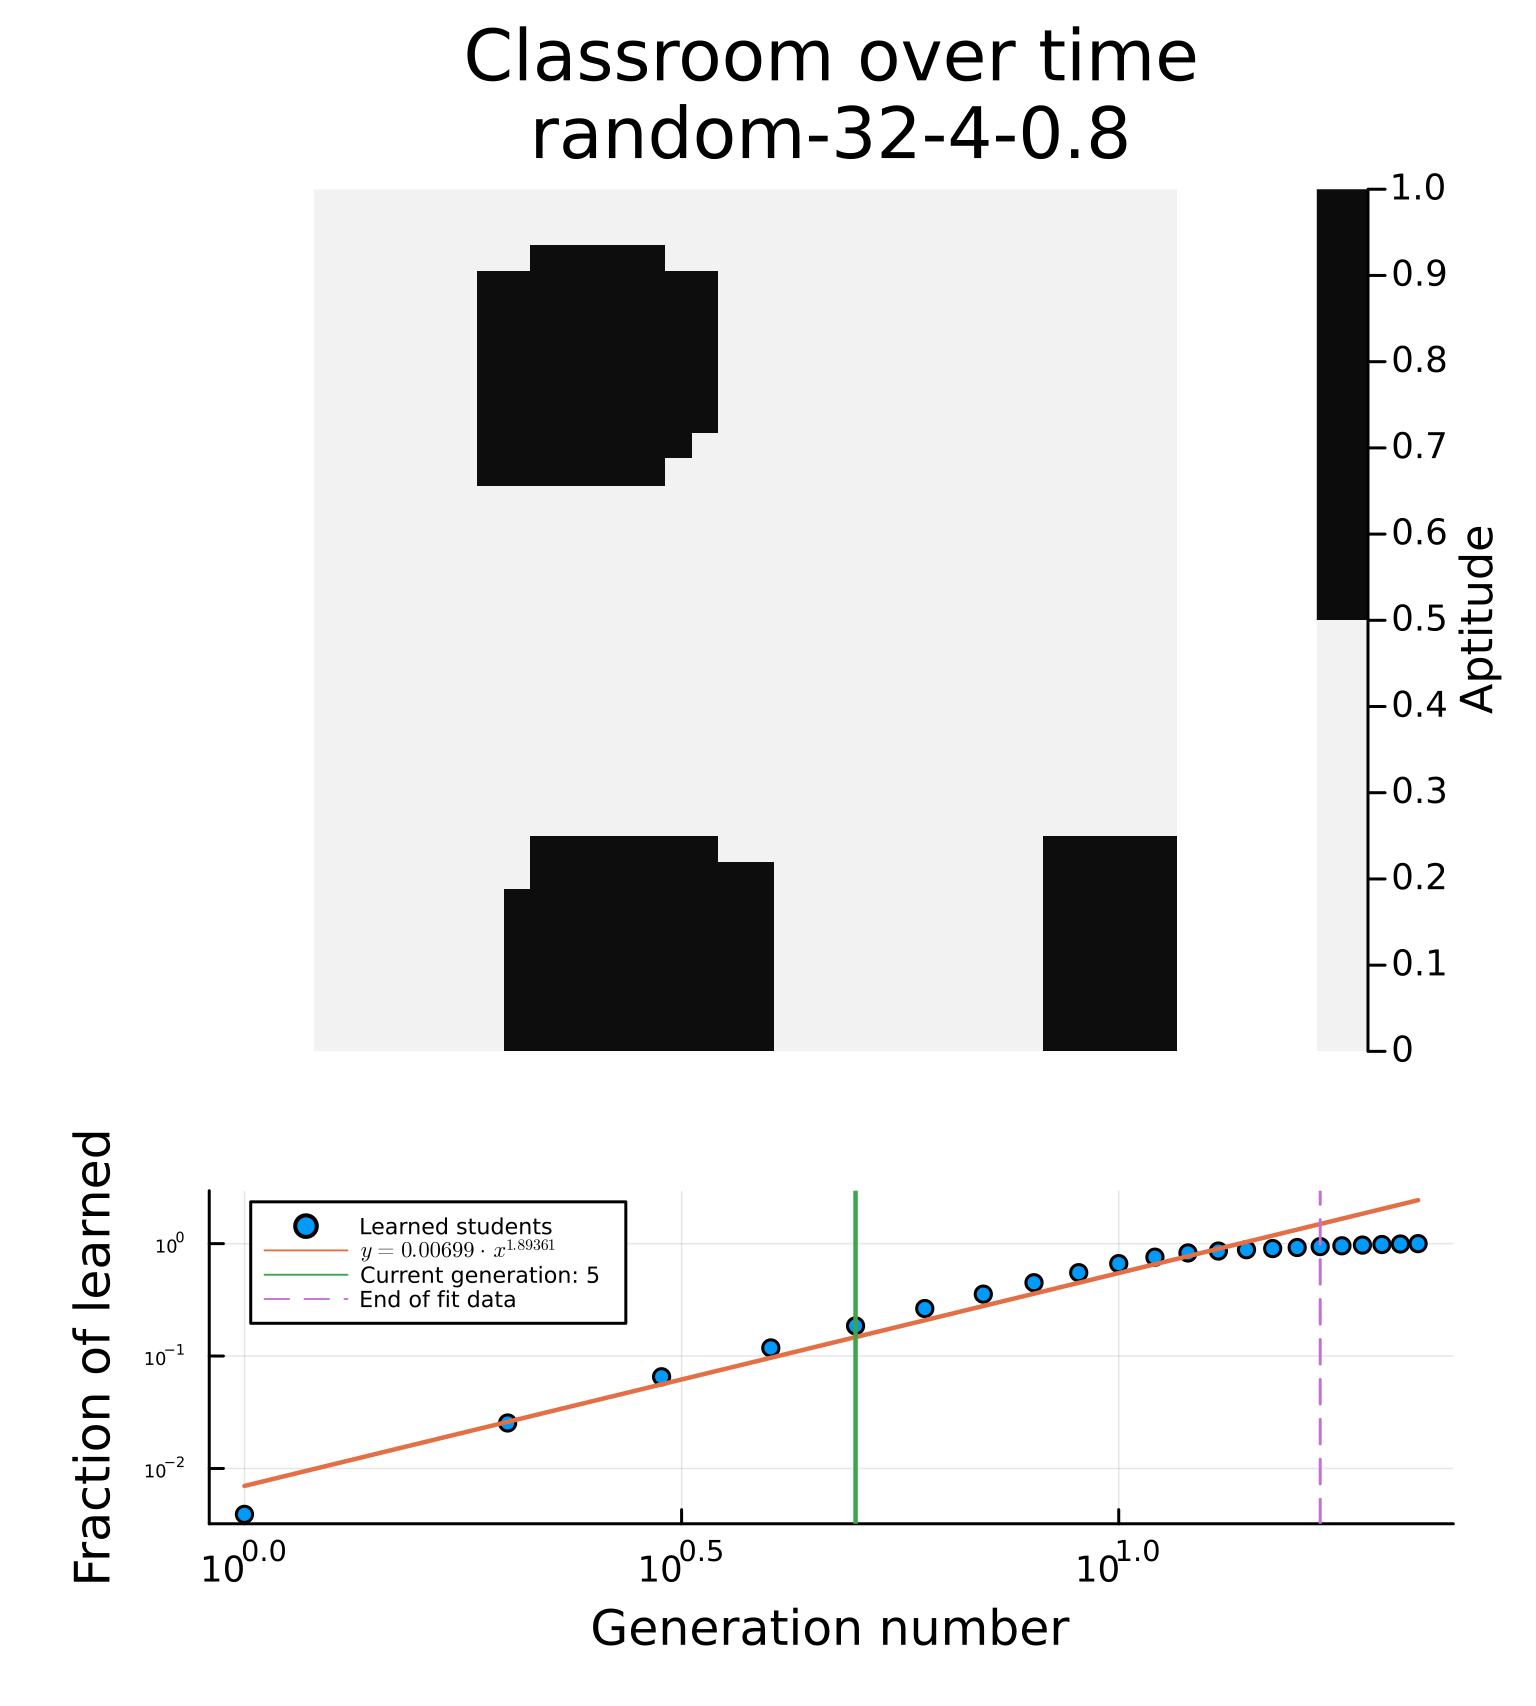 Classroom over time
random-32-4-0.8
1.0
0.9
0.8
0.7
0.6
0.5
0.4
0.3
0.2
0.1
0
Aptitude
Fraction of learned
10^0
10^−1
10^−2
Learned students
y = 0.00699 · x^1.89361
Current generation: 5
End of fit data
10^0.0
10^0.5
10^1.0
Generation number